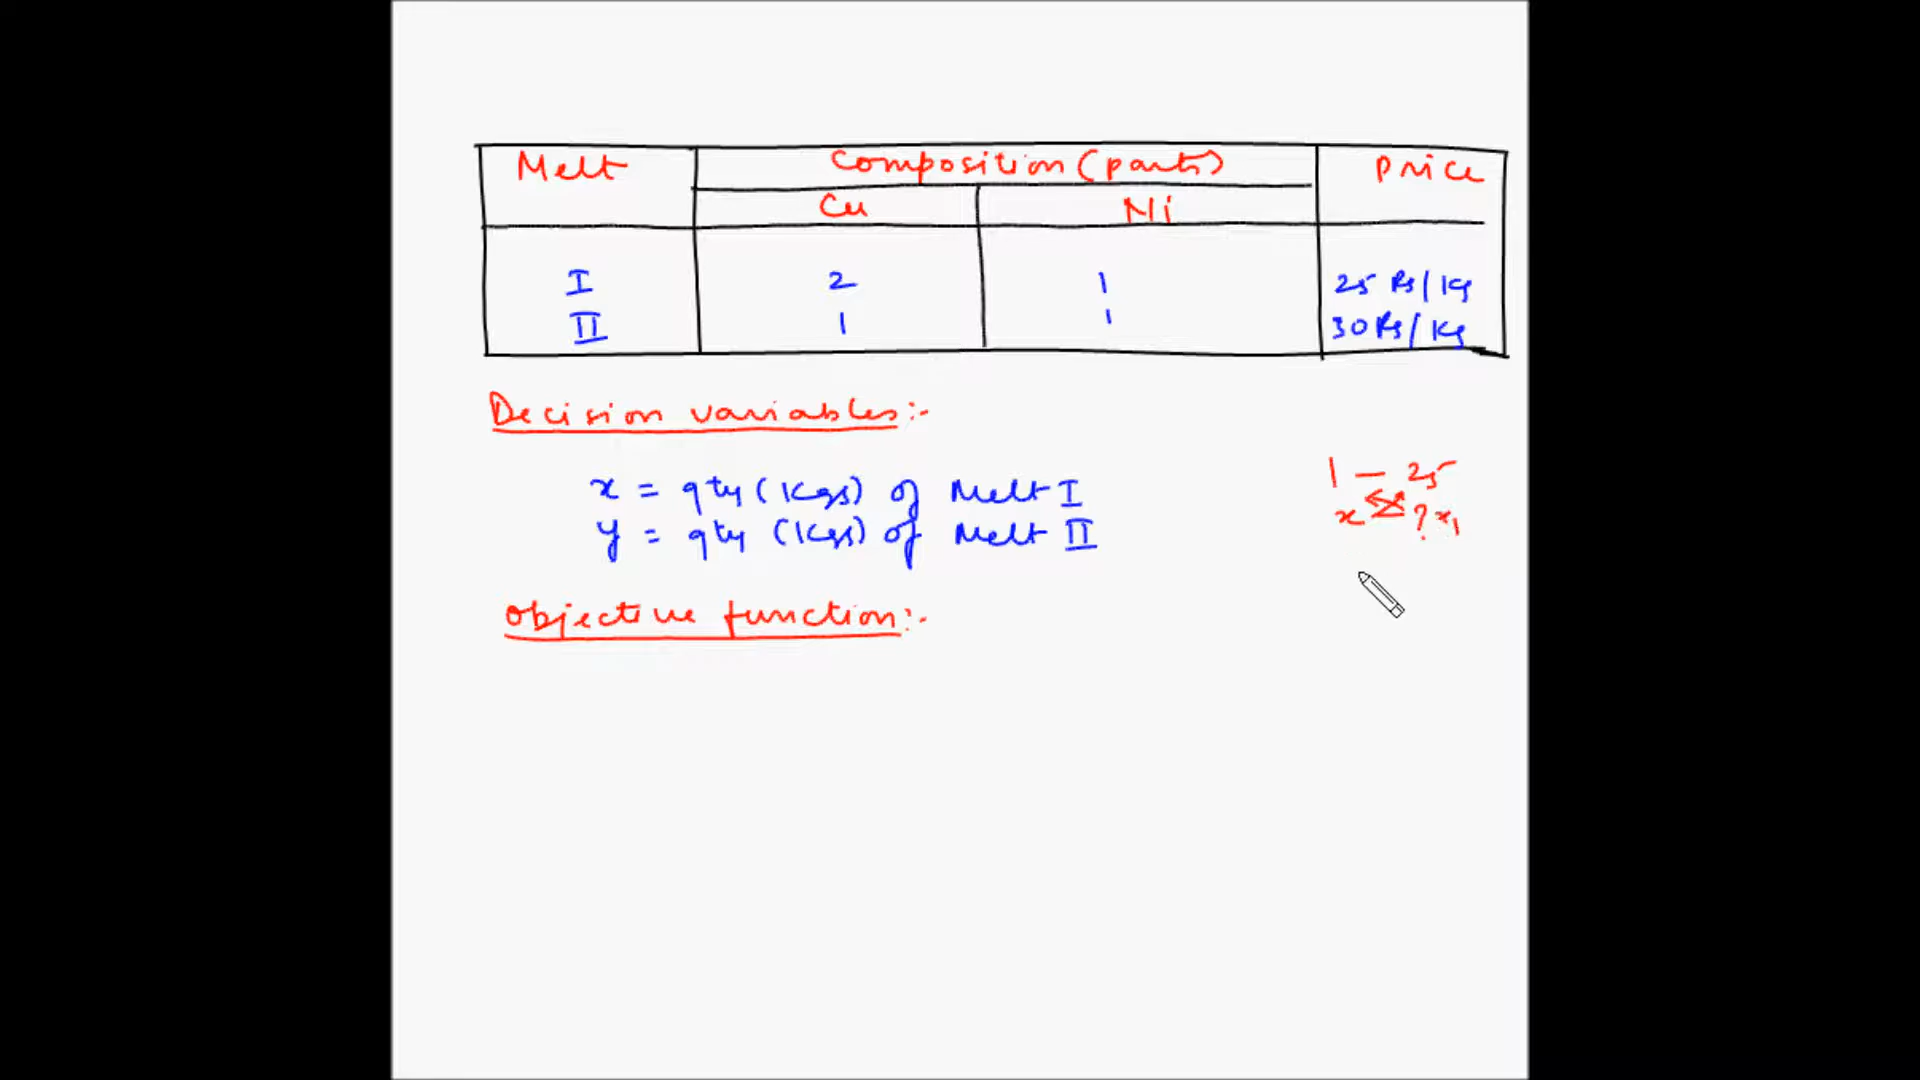 Melt Composition (parts) Price
Cu Ni
I 2 1 25 Rs/Kg
II 1 1 30 Rs/Kg
Decision variables:-
x = qty (Kgs) of Melt I
y = qty (Kgs) of Melt II
1 — 25
x ? x 1
Objective function:-